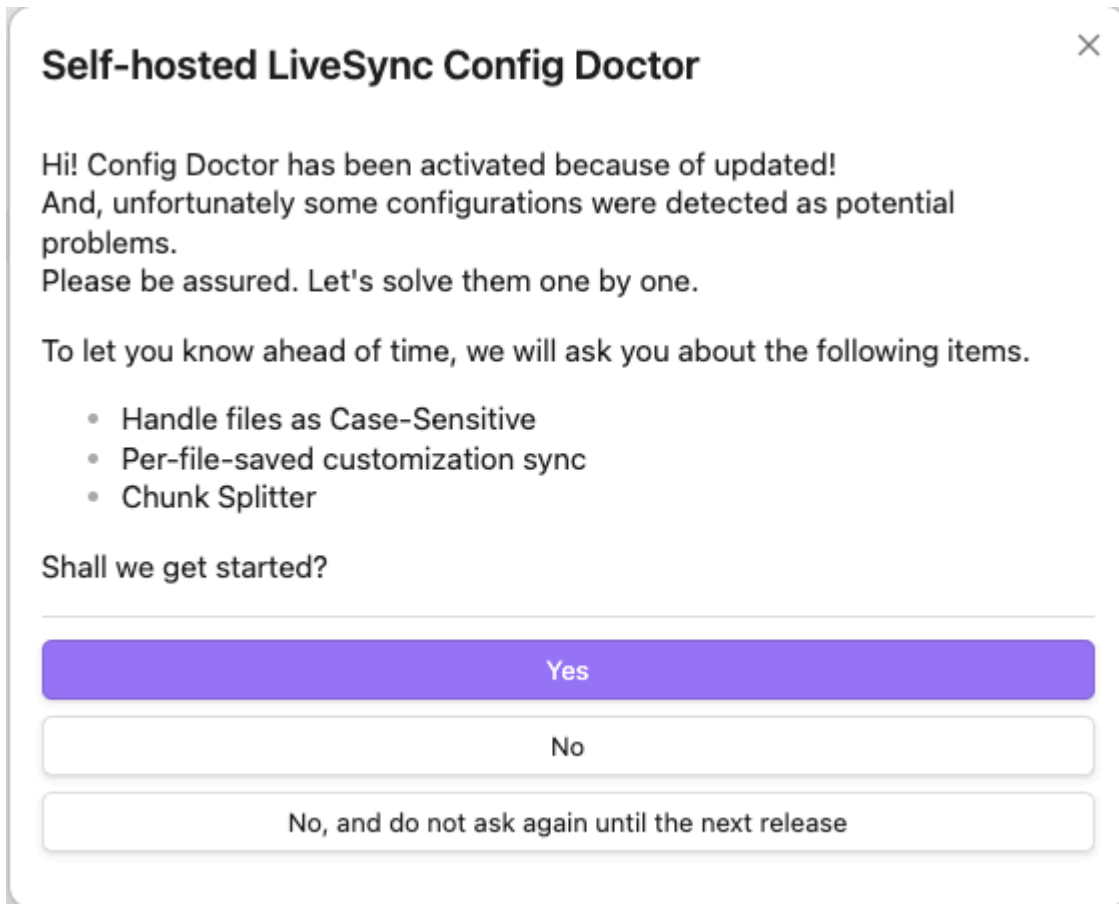 Self-hosted LiveSync Config Doctor
Hi! Config Doctor has been activated because of updated!
And, unfortunately some configurations were detected as potential
problems.
Please be assured. Let's solve them one by one.
To let you know ahead of time, we will ask you about the following items.
Handle files as Case-Sensitive
Per-file-saved customization sync
Chunk Splitter
Shall we get started?
Yes
No
No, and do not ask again until the next release